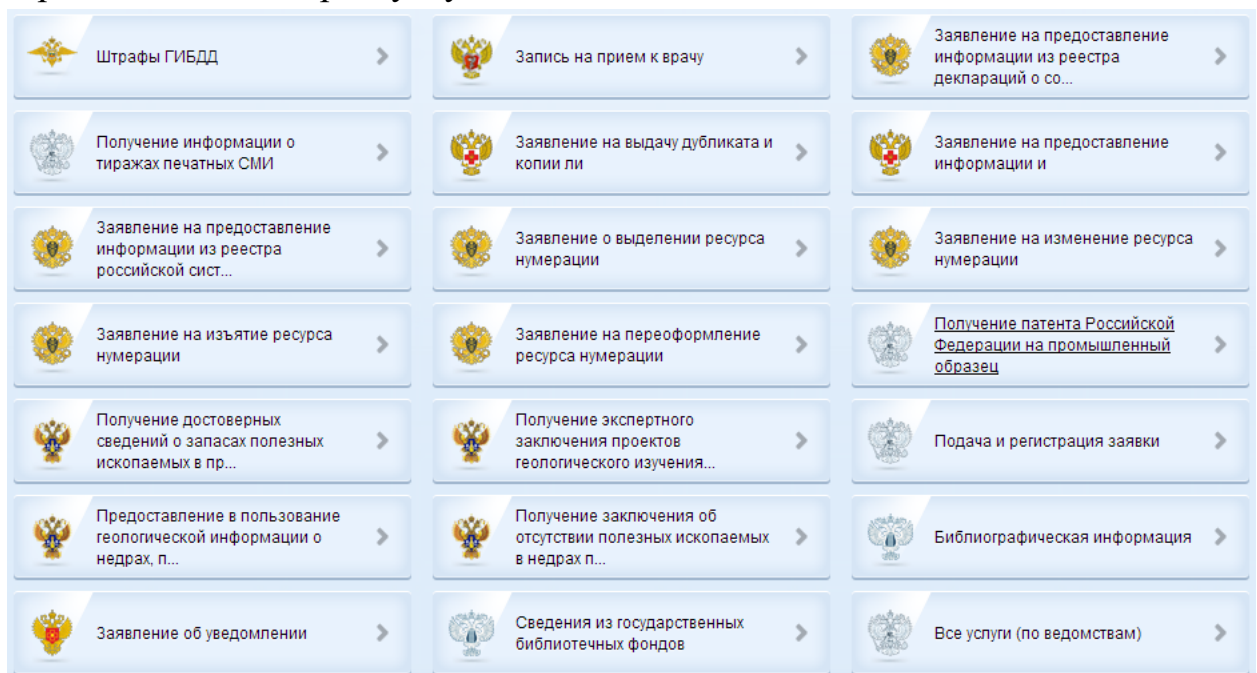 Штрафы ГИБДД
Запись на прием к врачу
Заявление на предоставление
информации из реестра
деклараций о со...
Получение информации о
тиражах печатных СМИ
Заявление на выдачу дубликата и
копии ли
Заявление на предоставление
информации и
Заявление на предоставление
информации из реестра
российской сист...
Заявление о выделении ресурса
нумерации
Заявление на изменение ресурса
нумерации
Заявление на изъятие ресурса
нумерации
Заявление на переоформление
ресурса нумерации
Получение патента Российской
Федерации на промышленный
образец
Получение достоверных
сведений о запасах полезных
ископаемых в пр...
Получение экспертного
заключения проектов
геологического изучения...
Подача и регистрация заявки
Предоставление в пользование
геологической информации о
недрах, п...
Получение заключения об
отсутствии полезных ископаемых
в недрах п...
Библиографическая информация
Заявление об уведомлении
Сведения из государственных
библиотечных фондов
Все услуги (по ведомствам)